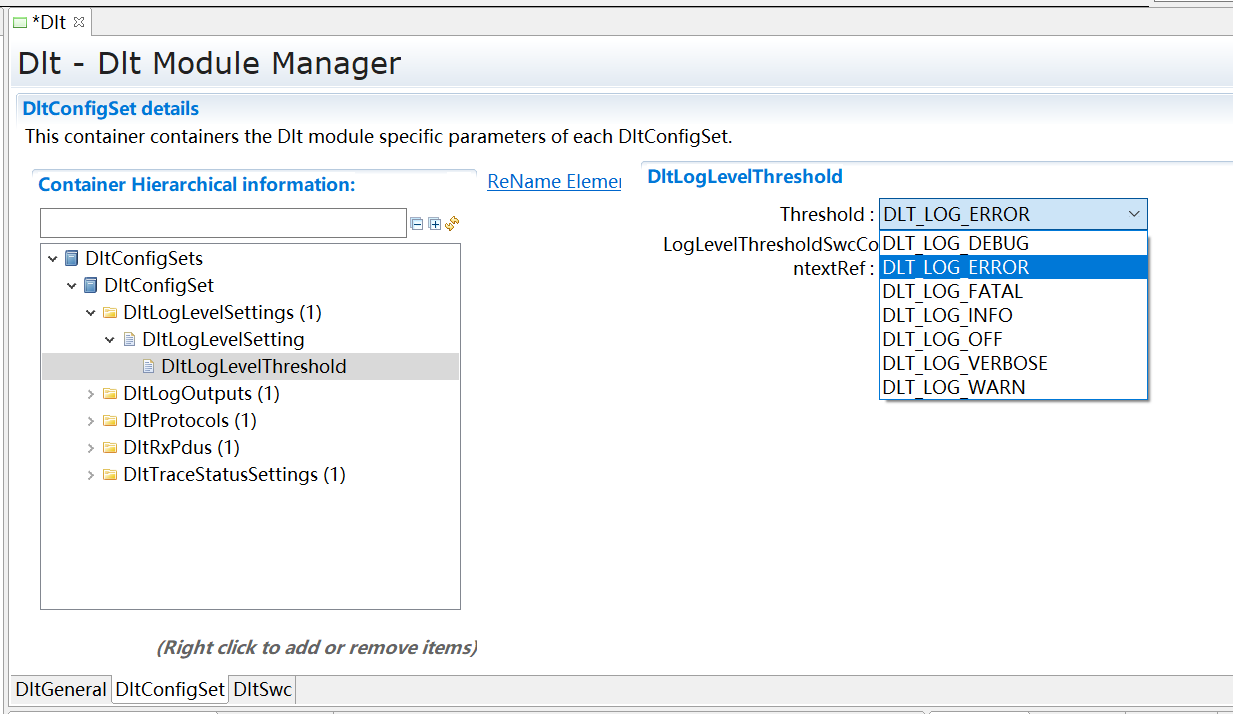 *Dlt
Dlt - Dlt Module Manager
DltConfigSet details
This container containers the Dlt module specific parameters of each DltConfigSet.
Container Hierarchical information:
DltConfigSets
DltConfigSet
DltLogLevelSettings (1)
DltLogLevelSetting
DltLogLevelThreshold
DltLogOutputs (1)
DltProtocols (1)
DltRxPdus (1)
DltTraceStatusSettings (1)
(Right click to add or remove items)
ReName Elemer
DltLogLevelThreshold
Threshold : DLT_LOG_ERROR
LogLevelThresholdSwcCo
ntextRef :
DLT_LOG_DEBUG
DLT_LOG_ERROR
DLT_LOG_FATAL
DLT_LOG_INFO
DLT_LOG_OFF
DLT_LOG_VERBOSE
DLT_LOG_WARN
DltGeneral DltConfigSet DltSwc